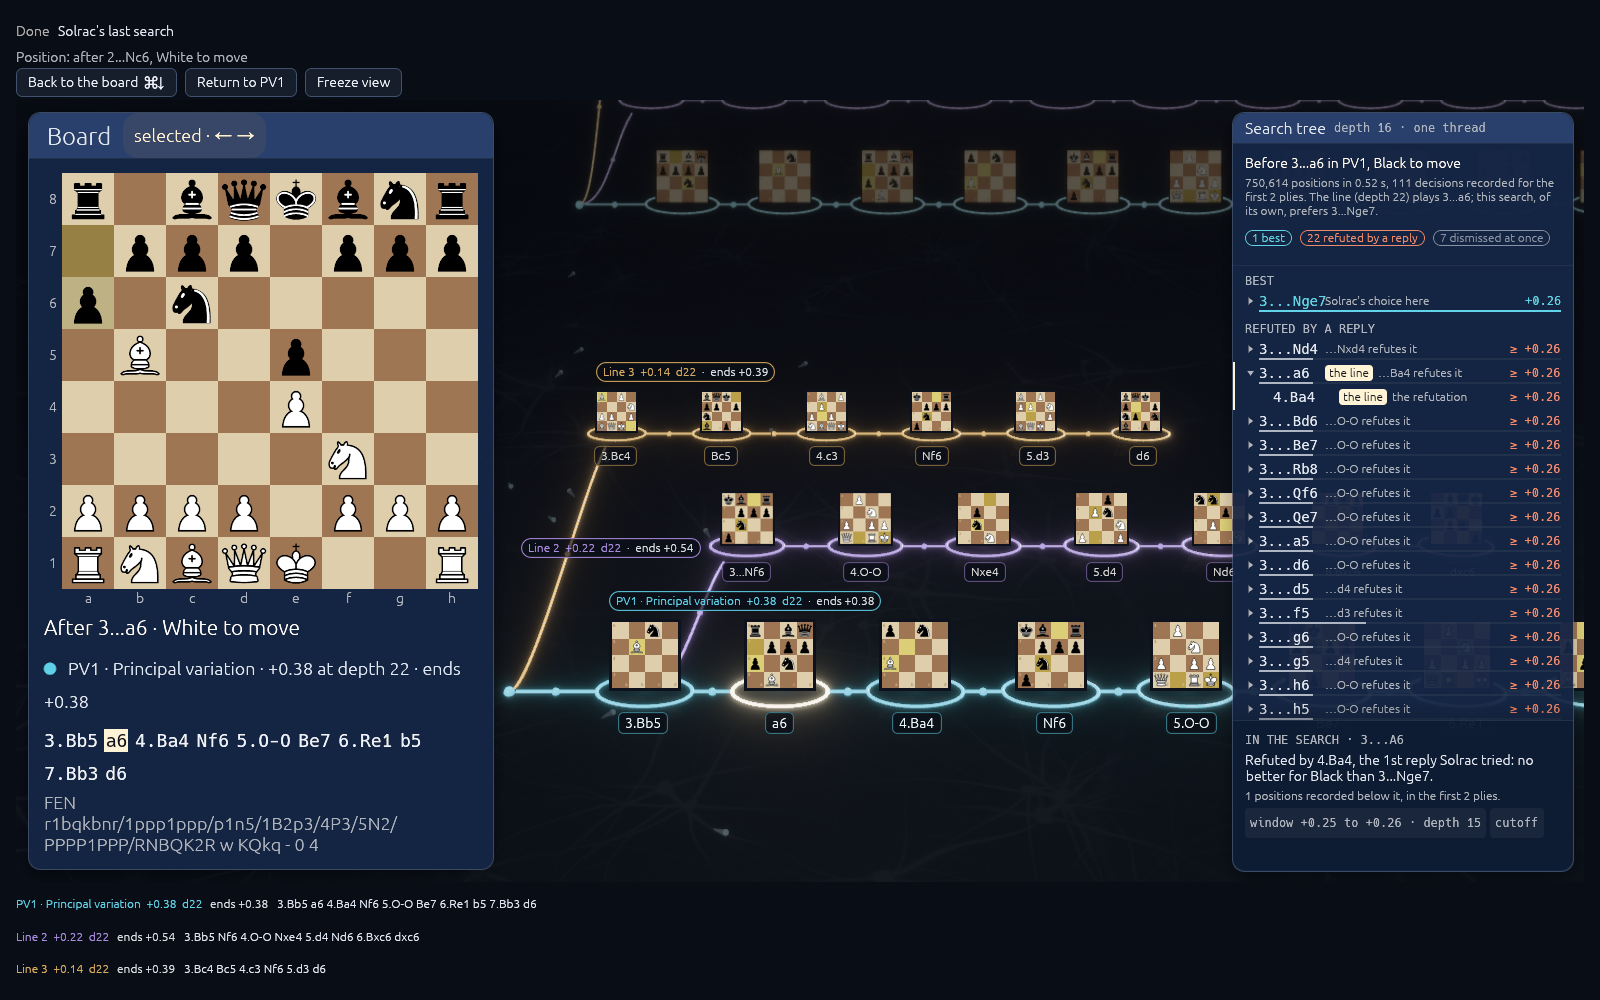 Done Solrac's last search
Position: after 2...Nc6, White to move
Back to the board ⌘↓
Return to PV1
Freeze view
Board
selected · ← →
8
7
6
5
4
3
2
1
a b c d e f g h
After 3...a6 · White to move
PV1 · Principal variation · +0.38 at depth 22 · ends
+0.38
3.Bb5 a6 4.Ba4 Nf6 5.O-O Be7 6.Re1 b5
7.Bb3 d6
FEN
r1bqkbnr/1ppp1ppp/p1n5/1B2p3/4P3/5N2/
PPPP1PPP/RNBQK2R w KQkq - 0 4
Line 3 +0.14 d22 · ends +0.39
3.Bc4
Bc5
4.c3
Nf6
5.d3
d6
Line 2 +0.22 d22 · ends +0.54
3...Nf6
4.O-O
Nxe4
5.d4
Nd6
PV1 · Principal variation +0.38 d22 · ends +0.38
3.Bb5
a6
4.Ba4
Nf6
5.O-O
Search tree depth 16 · one thread
Before 3...a6 in PV1, Black to move
750,614 positions in 0.52 s, 111 decisions recorded for the
first 2 plies. The line (depth 22) plays 3...a6; this search, of
its own, prefers 3...Nge7.
1 best
22 refuted by a reply
7 dismissed at once
BEST
3...Nge7 Solrac's choice here +0.26
REFUTED BY A REPLY
3...Nd4 ...Nxd4 refutes it ≥ +0.26
3...a6 the line ...Ba4 refutes it ≥ +0.26
4.Ba4 the line the refutation
3...Bd6 ...O-O refutes it ≥ +0.26
3...Be7 ...O-O refutes it ≥ +0.26
3...Rb8 ...O-O refutes it ≥ +0.26
3...Qf6 ...O-O refutes it ≥ +0.26
3...Qe7 ...O-O refutes it ≥ +0.26
3...a5 ...O-O refutes it ≥ +0.26
3...d6 ...O-O refutes it ≥ +0.26
3...d5 ...d4 refutes it ≥ +0.26
3...f5 ...d3 refutes it ≥ +0.26
3...g6 ...O-O refutes it ≥ +0.26
3...g5 ...d4 refutes it ≥ +0.26
3...h6 ...O-O refutes it ≥ +0.26
3...h5 ...O-O refutes it ≥ +0.26
IN THE SEARCH · 3...A6
Refuted by 4.Ba4, the 1st reply Solrac tried: no
better for Black than 3...Nge7.
1 positions recorded below it, in the first 2 plies.
window +0.25 to +0.26 · depth 15
cutoff
PV1 · Principal variation +0.38 d22 ends +0.38 3.Bb5 a6 4.Ba4 Nf6 5.O-O Be7 6.Re1 b5 7.Bb3 d6
Line 2 +0.22 d22 ends +0.54 3.Bb5 Nf6 4.O-O Nxe4 5.d4 Nd6 6.Bxc6 dxc6
Line 3 +0.14 d22 ends +0.39 3.Bc4 Bc5 4.c3 Nf6 5.d3 d6